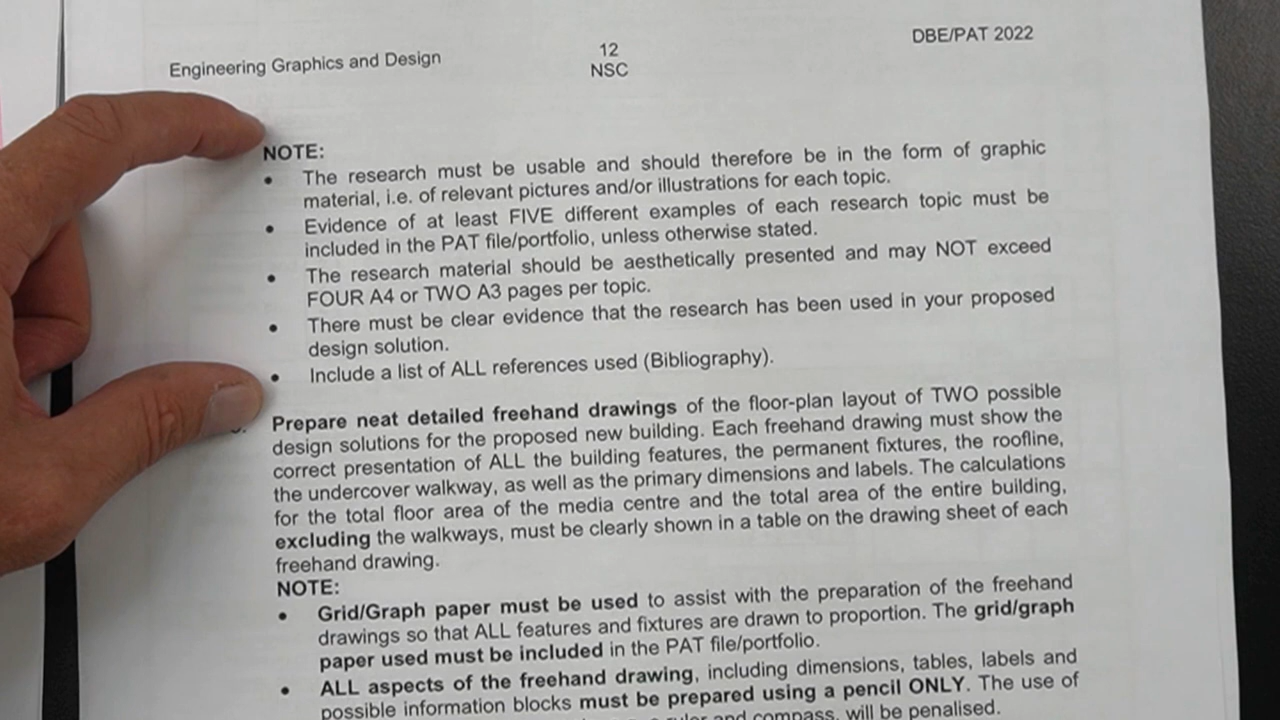 Engineering Graphics and Design
12
NSC
DBE/PAT 2022
NOTE:
• The research must be usable and should therefore be in the form of graphic
material, i.e. of relevant pictures and/or illustrations for each topic.
• Evidence of at least FIVE different examples of each research topic must be
included in the PAT file/portfolio, unless otherwise stated.
• The research material should be aesthetically presented and may NOT exceed
FOUR A4 or TWO A3 pages per topic.
• There must be clear evidence that the research has been used in your proposed
design solution.
• Include a list of ALL references used (Bibliography).
Prepare neat detailed freehand drawings of the floor-plan layout of TWO possible
design solutions for the proposed new building. Each freehand drawing must show the
correct presentation of ALL the building features, the permanent fixtures, the roofline,
the undercover walkway, as well as the primary dimensions and labels. The calculations
for the total floor area of the media centre and the total area of the entire building,
excluding the walkways, must be clearly shown in a table on the drawing sheet of each
freehand drawing.
NOTE:
• Grid/Graph paper must be used to assist with the preparation of the freehand
drawings so that ALL features and fixtures are drawn to proportion. The grid/graph
paper used must be included in the PAT file/portfolio.
• ALL aspects of the freehand drawing, including dimensions, tables, labels and
possible information blocks must be prepared using a pencil ONLY. The use of
and compass, will be penalised.